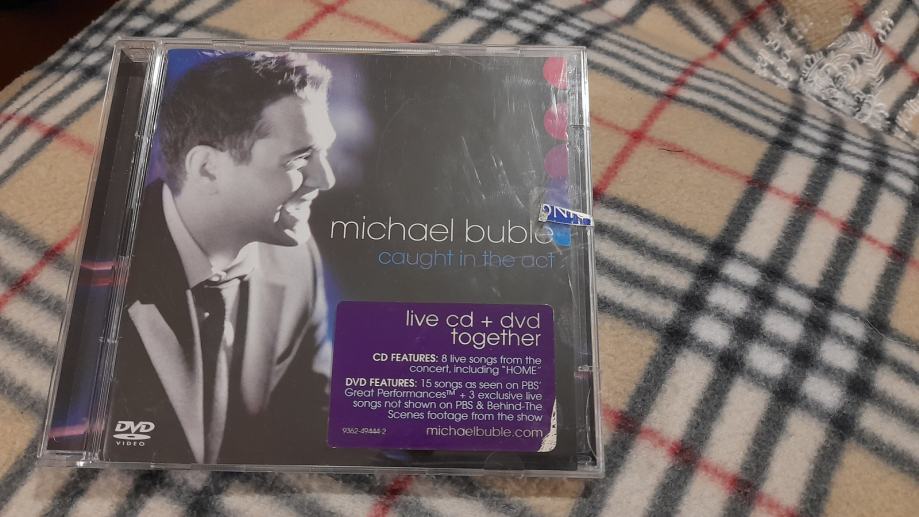 michael buble
caught in the act
live cd + dvd
together
CD FEATURES: 8 live songs from the
concert, including "HOME"
DVD FEATURES: 15 songs as seen on PBS'
Great Performances™ + 3 exclusive live
songs not shown on PBS & Behind-The
Scenes footage from the show
9362-49444-2
michaelbuble.com
DVD
VIDEO